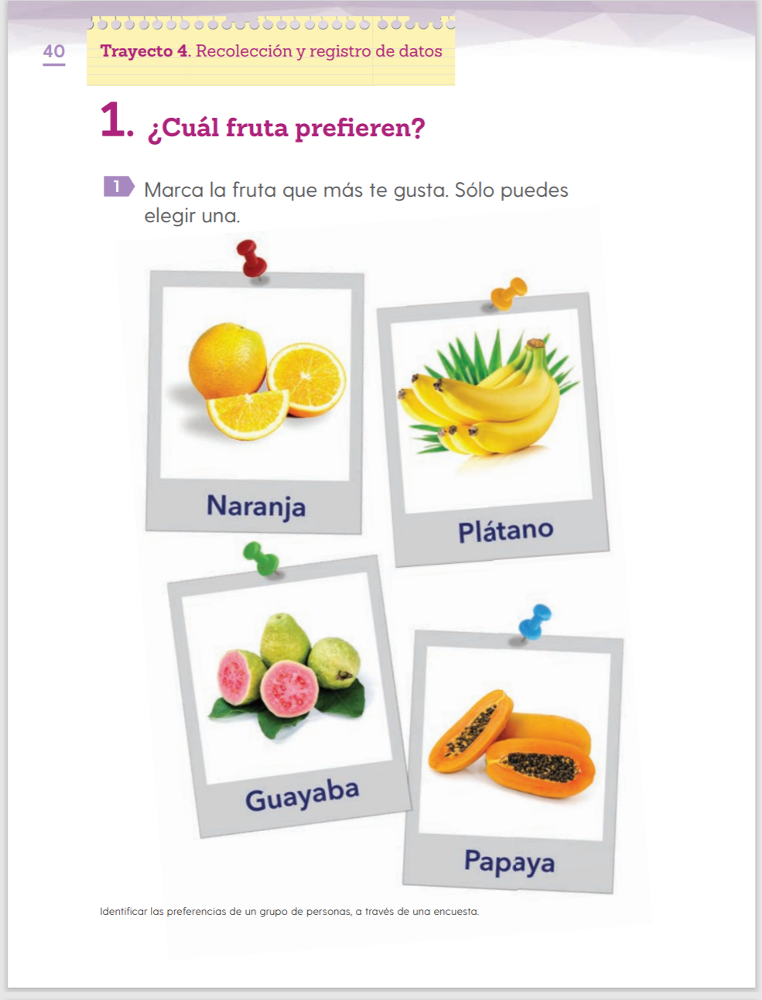 40
Trayecto 4. Recolección y registro de datos
1. ¿Cuál fruta prefieren?
1 Marca la fruta que más te gusta. Sólo puedes
elegir una.
Naranja
Plátano
Guayaba
Papaya
Identificar las preferencias de un grupo de personas, a través de una encuesta.